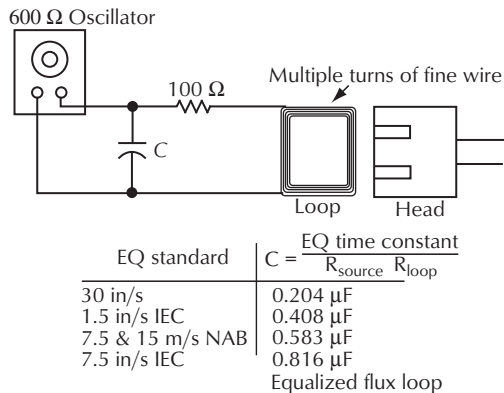 600 Ω Oscillator
100 Ω
Multiple turns of fine wire
C
Loop
Head
EQ standard
C = EQ time constant
R source R loop
30 in/s 0.204 μF
1.5 in/s IEC 0.408 μF
7.5 & 15 m/s NAB 0.583 μF
7.5 in/s IEC 0.816 μF
Equalized flux loop